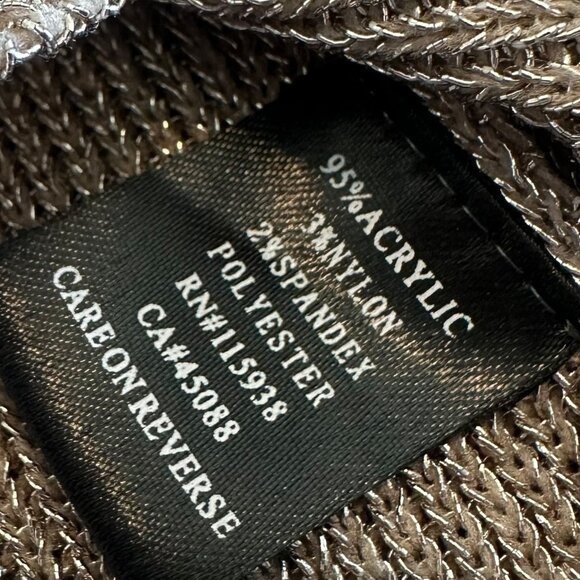 95%ACRYLIC
3%NYLON
2%SPANDEX
POLYESTER
RN#115938
CA#45088
CARE ON REVERSE